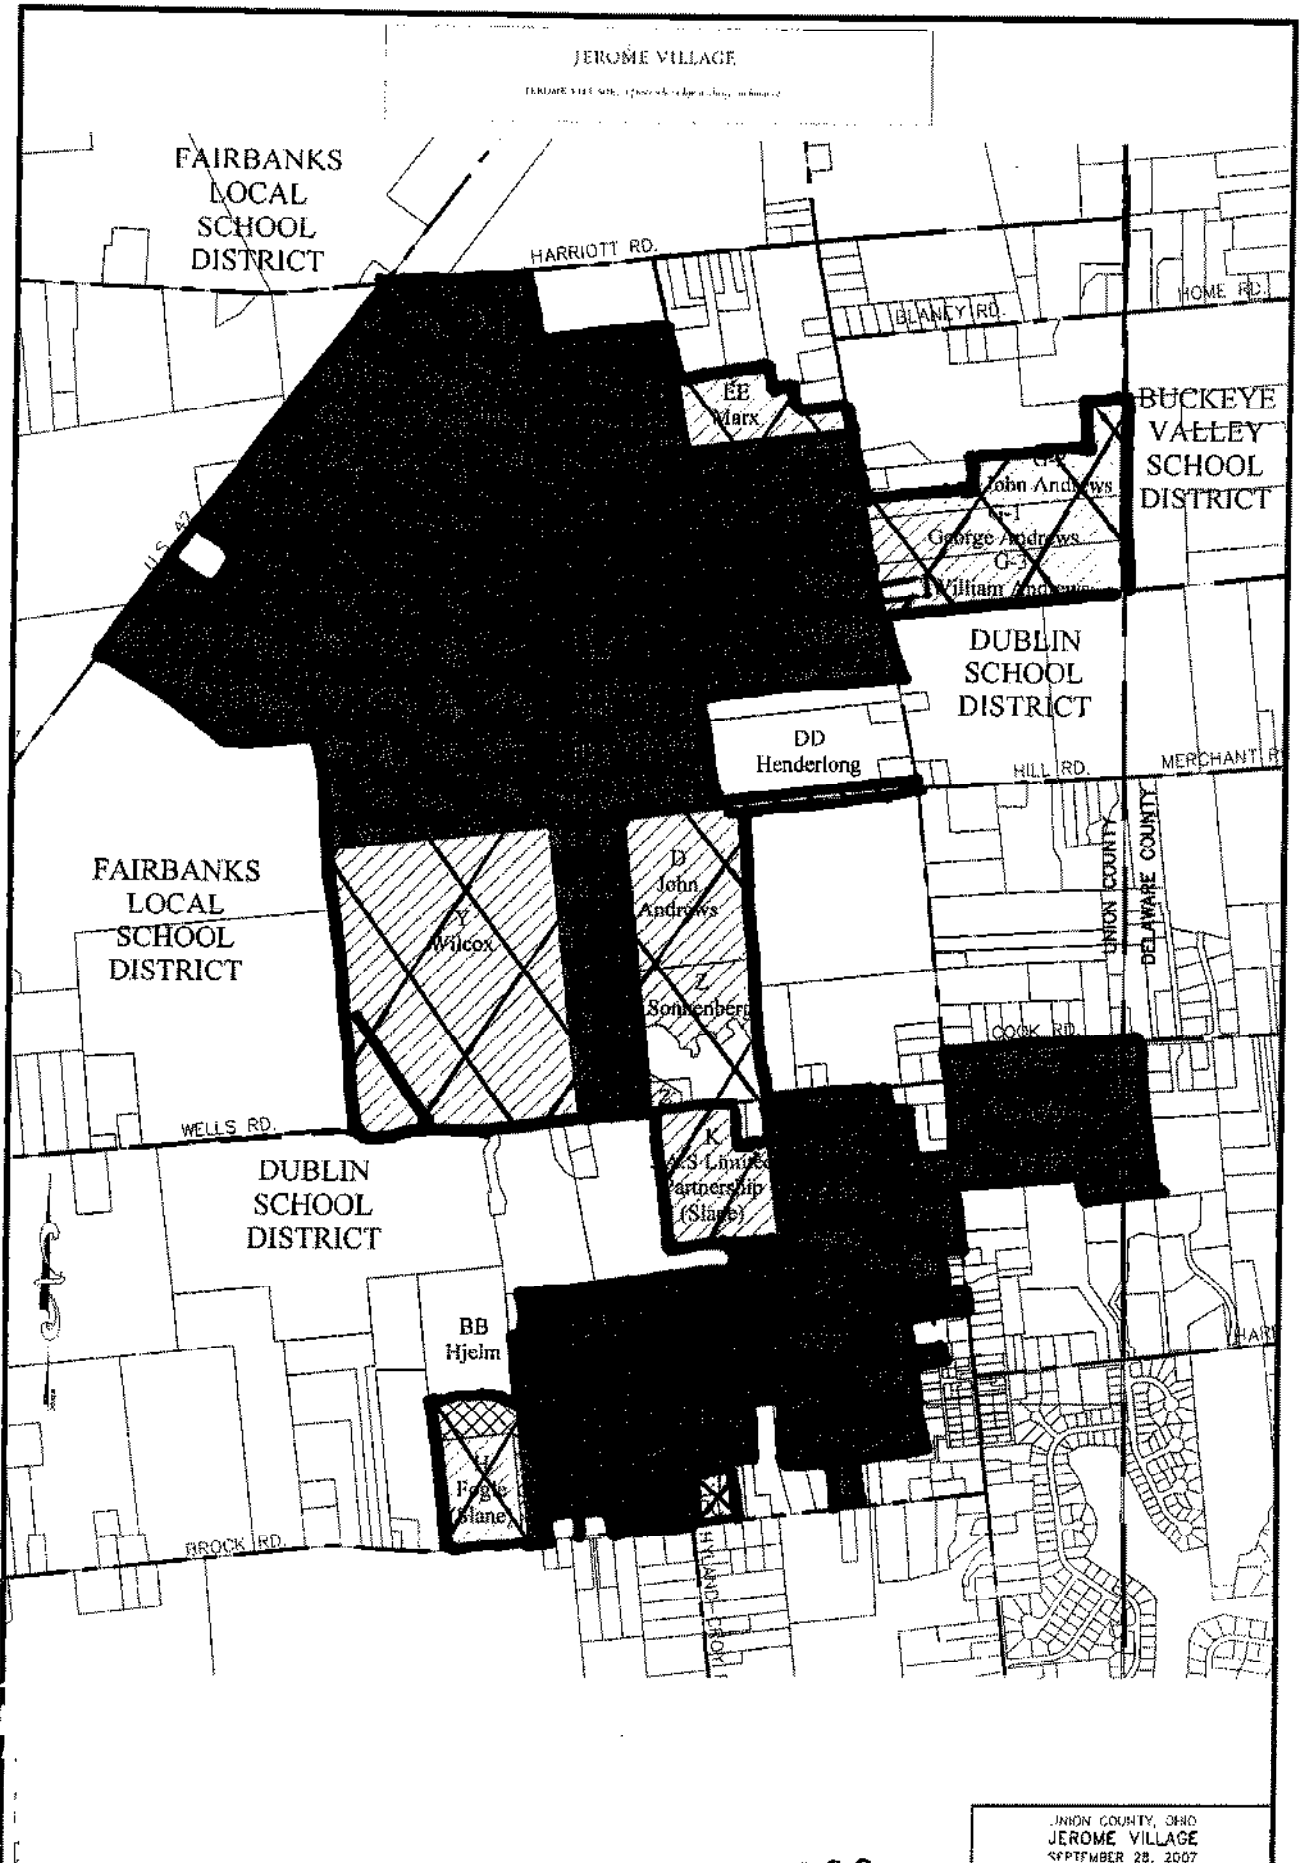 JEROME VILLAGE
FAIRBANKS
LOCAL
SCHOOL
DISTRICT
HARRIOTT RD.
HOME RD.
BLANEY RD.
EE
Marx
BUCKEYE
VALLEY
SCHOOL
DISTRICT
John Andrews
G-1
George Andrews
G-3
William Andrews
U.S. 42
DUBLIN
SCHOOL
DISTRICT
DD
Henderlong
HILL RD.
MERCHANT R
UNION COUNTY
DELAWARE COUNTY
FAIRBANKS
LOCAL
SCHOOL
DISTRICT
D
John
Andrews
Y
Wilcox
Z
Sonnenberg
COOK RD.
Z
WELLS RD.
K
Limited
Partnership
(Slane)
DUBLIN
SCHOOL
DISTRICT
BB
Hjelm
HARR
H
Fogle
(Slane)
BROCK RD.
HYLAND CROY
UNION COUNTY, OHIO
JEROME VILLAGE
SEPTEMBER 28, 2007